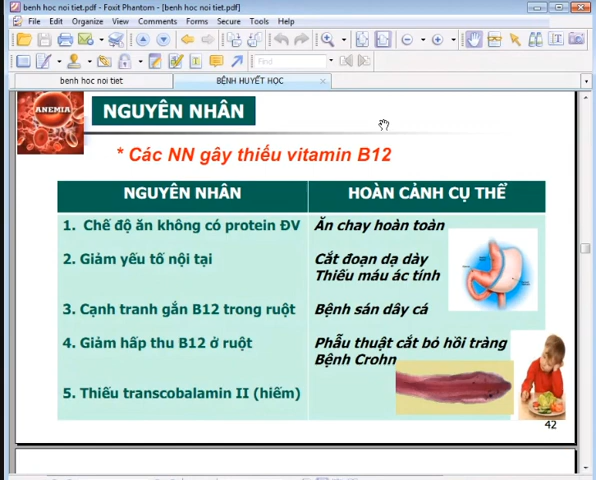 benh hoc noi tiet.pdf - Foxit Phantom - [benh hoc noi tiet.pdf]
File Edit Organize View Comments Forms Secure Tools Help
Find
benh hoc noi tiet
BỆNH HUYẾT HỌC
ANEMIA
NGUYÊN NHÂN
* Các NN gây thiếu vitamin B12
NGUYÊN NHÂN
HOÀN CẢNH CỤ THỂ
1. Chế độ ăn không có protein ĐV
Ăn chay hoàn toàn
2. Giảm yếu tố nội tại
Cắt đoạn dạ dày
Thiếu máu ác tính
3. Cạnh tranh gắn B12 trong ruột
Bệnh sán dây cá
4. Giảm hấp thu B12 ở ruột
Phẫu thuật cắt bỏ hồi tràng
Bệnh Crohn
5. Thiếu transcobalamin II (hiếm)
42